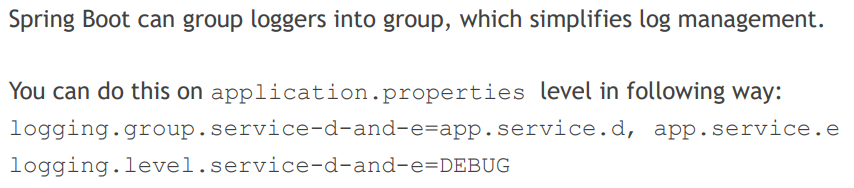 Spring Boot can group loggers into group, which simplifies log management.
You can do this on application.properties level in following way:
logging.group.service-d-and-e=app.service.d, app.service.e
logging.level.service-d-and-e=DEBUG